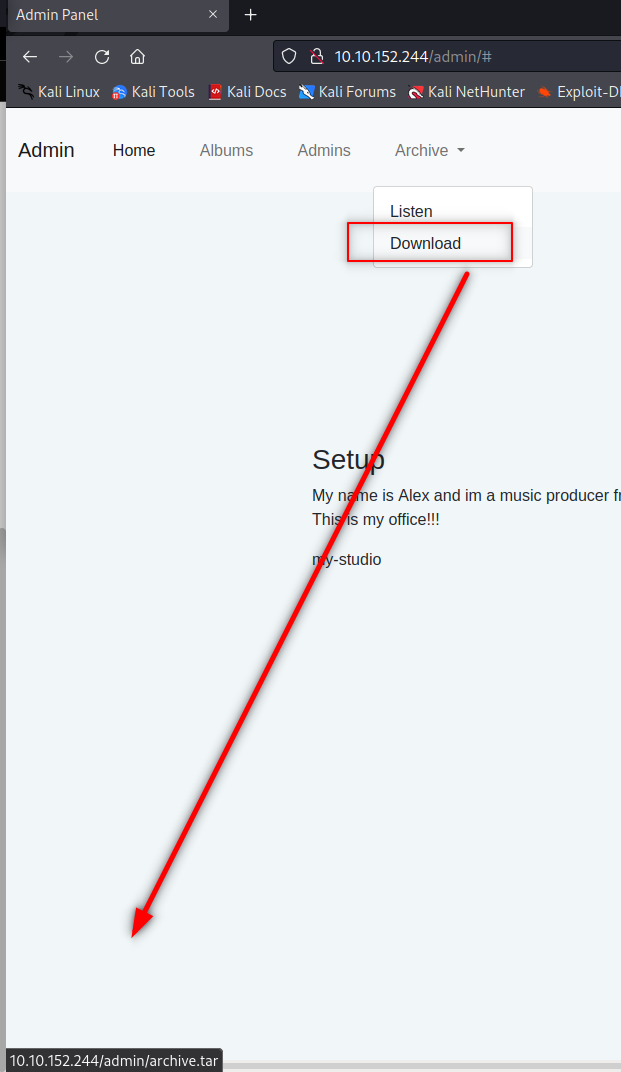 Admin Panel
10.10.152.244/admin/#
Kali Linux Kali Tools Kali Docs Kali Forums Kali NetHunter Exploit-D
Admin Home Albums Admins Archive
Listen
Download
Setup
My name is Alex and im a music producer fr
This is my office!!!
my-studio
10.10.152.244/admin/archive.tar